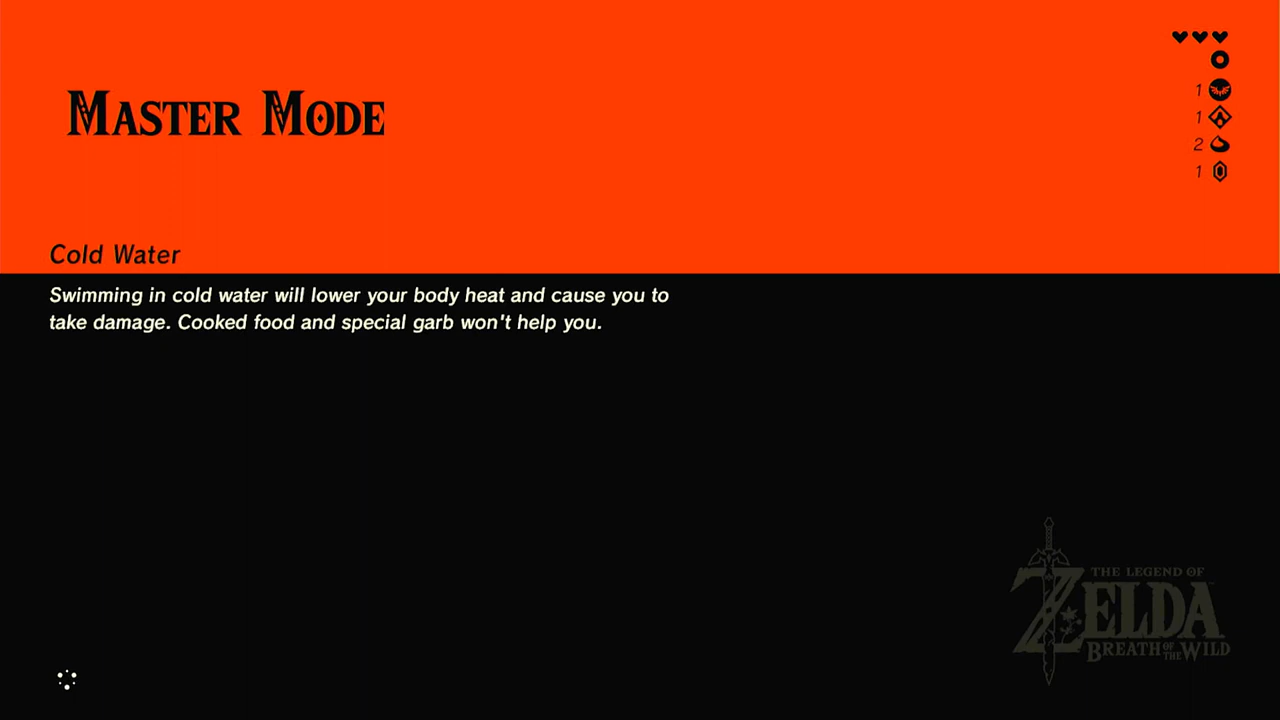 Master Mode
1
1
2
1
Cold Water
Swimming in cold water will lower your body heat and cause you to
take damage. Cooked food and special garb won't help you.
THE LEGEND OF
ZELDA
BREATH OF THE WILD